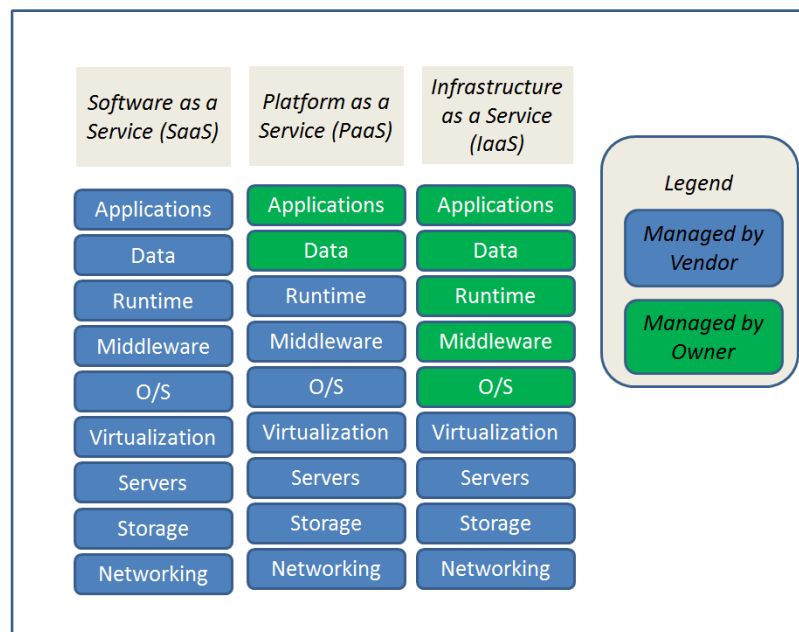 Software as a
Service (SaaS)
Platform as a
Service (PaaS)
Infrastructure
as a Service
(IaaS)
Applications
Data
Runtime
Middleware
O/S
Virtualization
Servers
Storage
Networking
Applications
Data
Runtime
Middleware
O/S
Virtualization
Servers
Storage
Networking
Applications
Data
Runtime
Middleware
O/S
Virtualization
Servers
Storage
Networking
Legend
Managed by
Vendor
Managed by
Owner